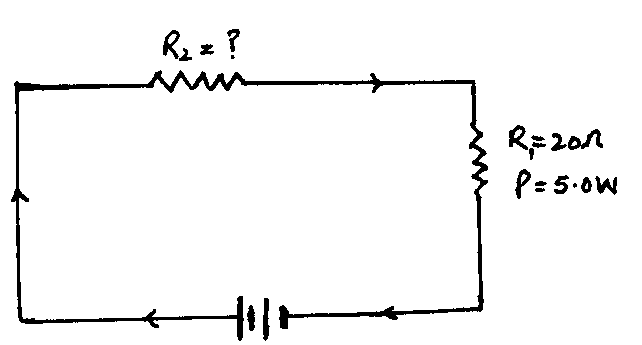 R₂ = ?
R₁=20Ω
P=5.0W